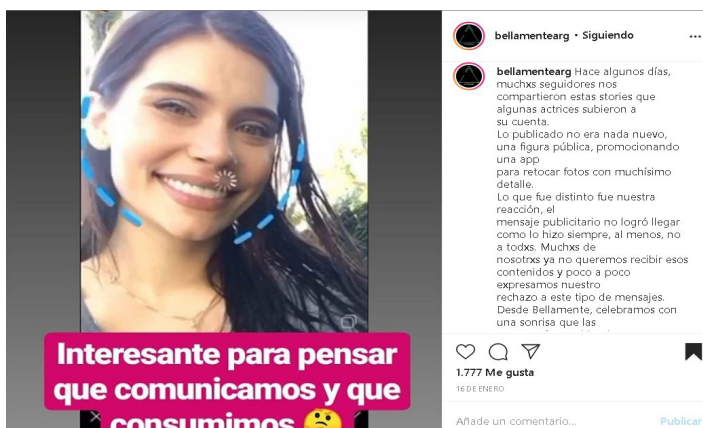 bellamentearg • Siguiendo
bellamentearg Hace algunos días,
muchxs seguidores nos
compartieron estas stories que
algunas actrices subieron a
su cuenta.
Lo publicado no era nada nuevo,
una figura pública, promocionando
una app
para retocar fotos con muchísimo
detalle.
Lo que fue distinto fue nuestra
reacción, el
mensaje publicitario no logró llegar
como lo hizo siempre, al menos, no
a todxs. Muchxs de
nosotrxs ya no queremos recibir esos
contenidos y poco a poco
expresamos nuestro
rechazo a este tipo de mensajes.
Desde Bellamente, celebramos con
una sonrisa que las
Interesante para pensar
que comunicamos y que
consumimos 🤔
1.777 Me gusta
16 DE ENERO
Añade un comentario...
Publicar